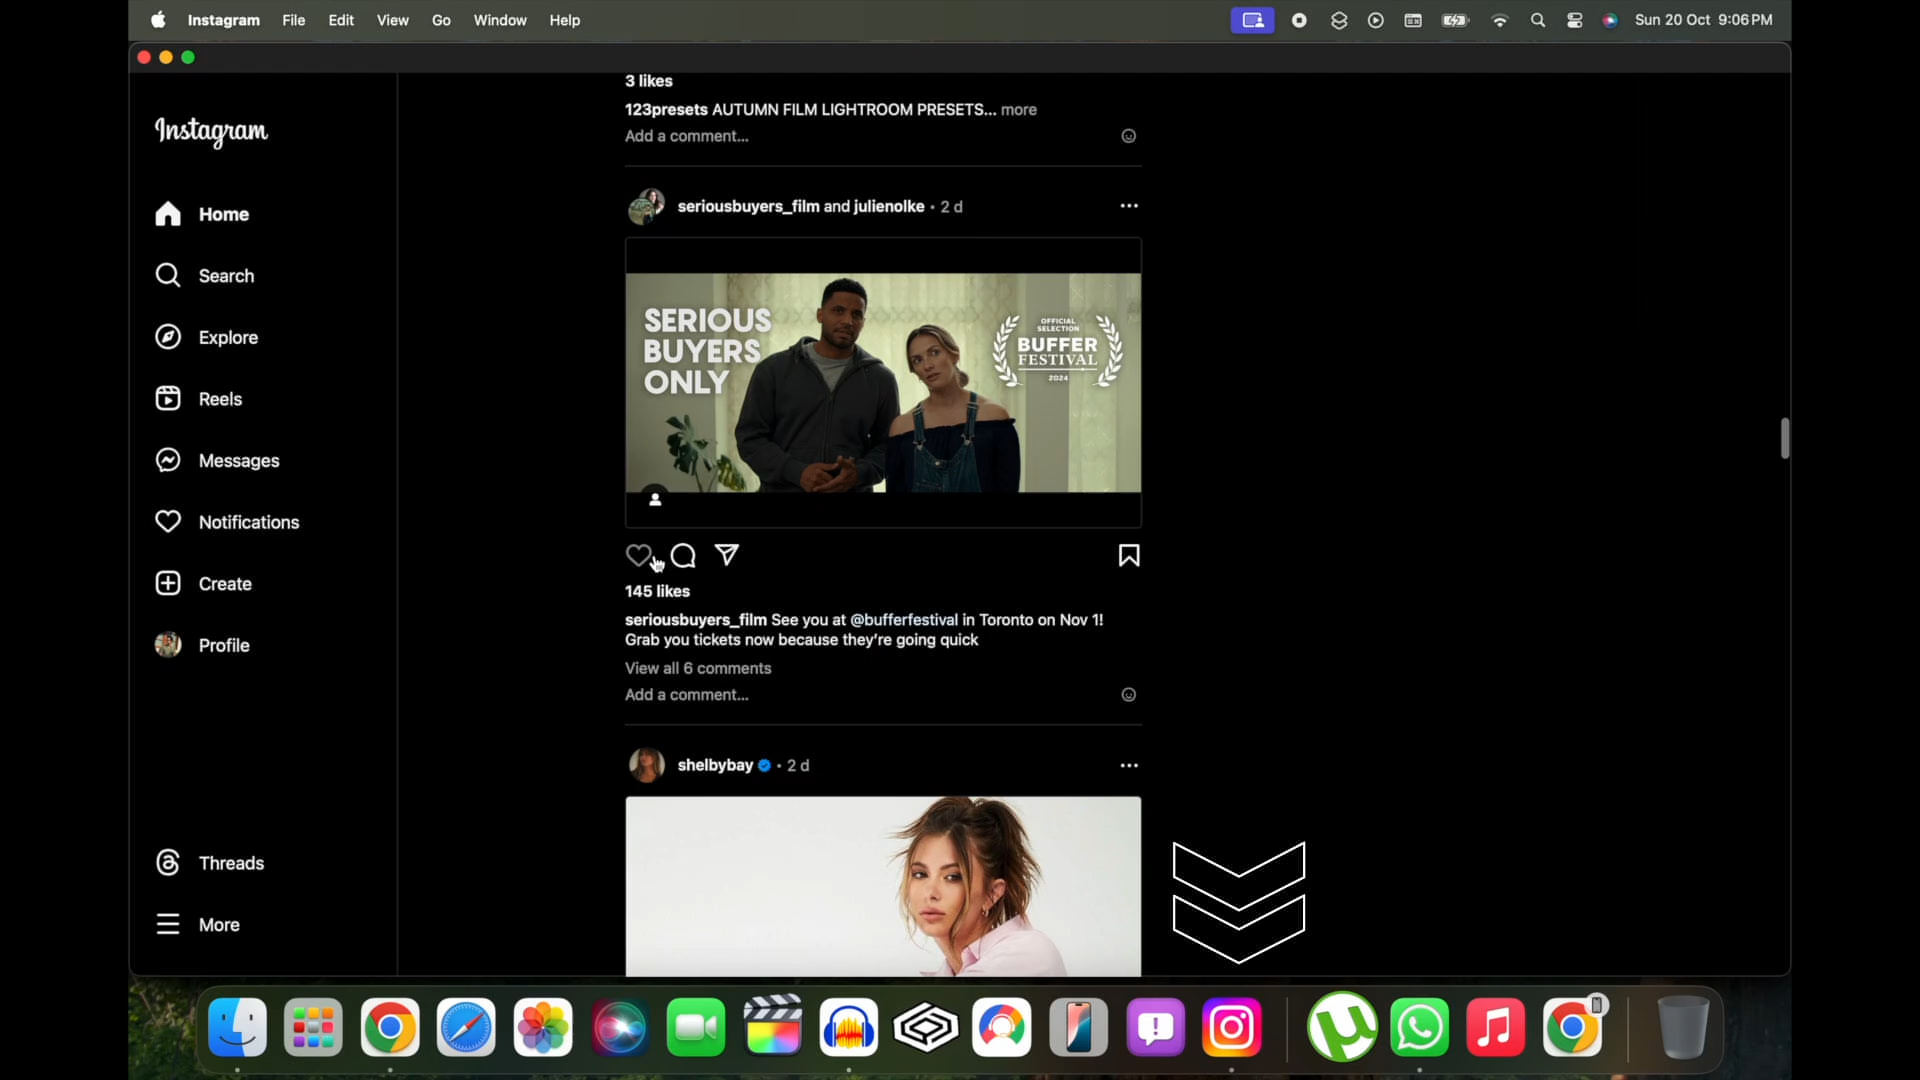 Instagram File Edit View Go Window Help
Sun 20 Oct 9:06 PM
Instagram
Home
Search
Explore
Reels
Messages
Notifications
Create
Profile
Threads
More
3 likes
123presets AUTUMN FILM LIGHTROOM PRESETS... more
Add a comment...
seriousbuyers_film and julienolke • 2 d
SERIOUS
BUYERS
ONLY
OFFICIAL
SELECTION
BUFFER
FESTIVAL
2024
145 likes
seriousbuyers_film See you at @bufferfestival in Toronto on Nov 1!
Grab you tickets now because they're going quick
View all 6 comments
Add a comment...
shelbybay • 2 d